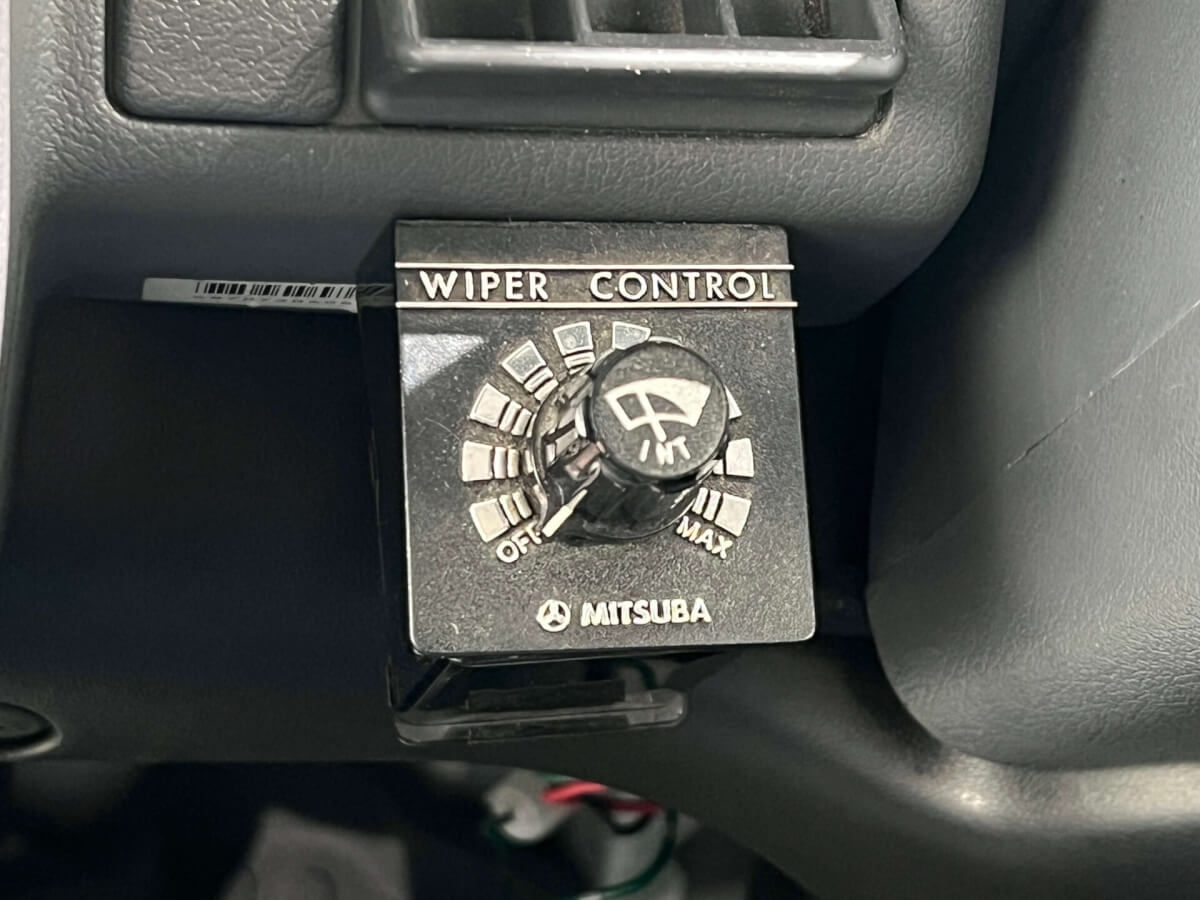 WIPER CONTROL
INT
OFF
MAX
MITSUBA